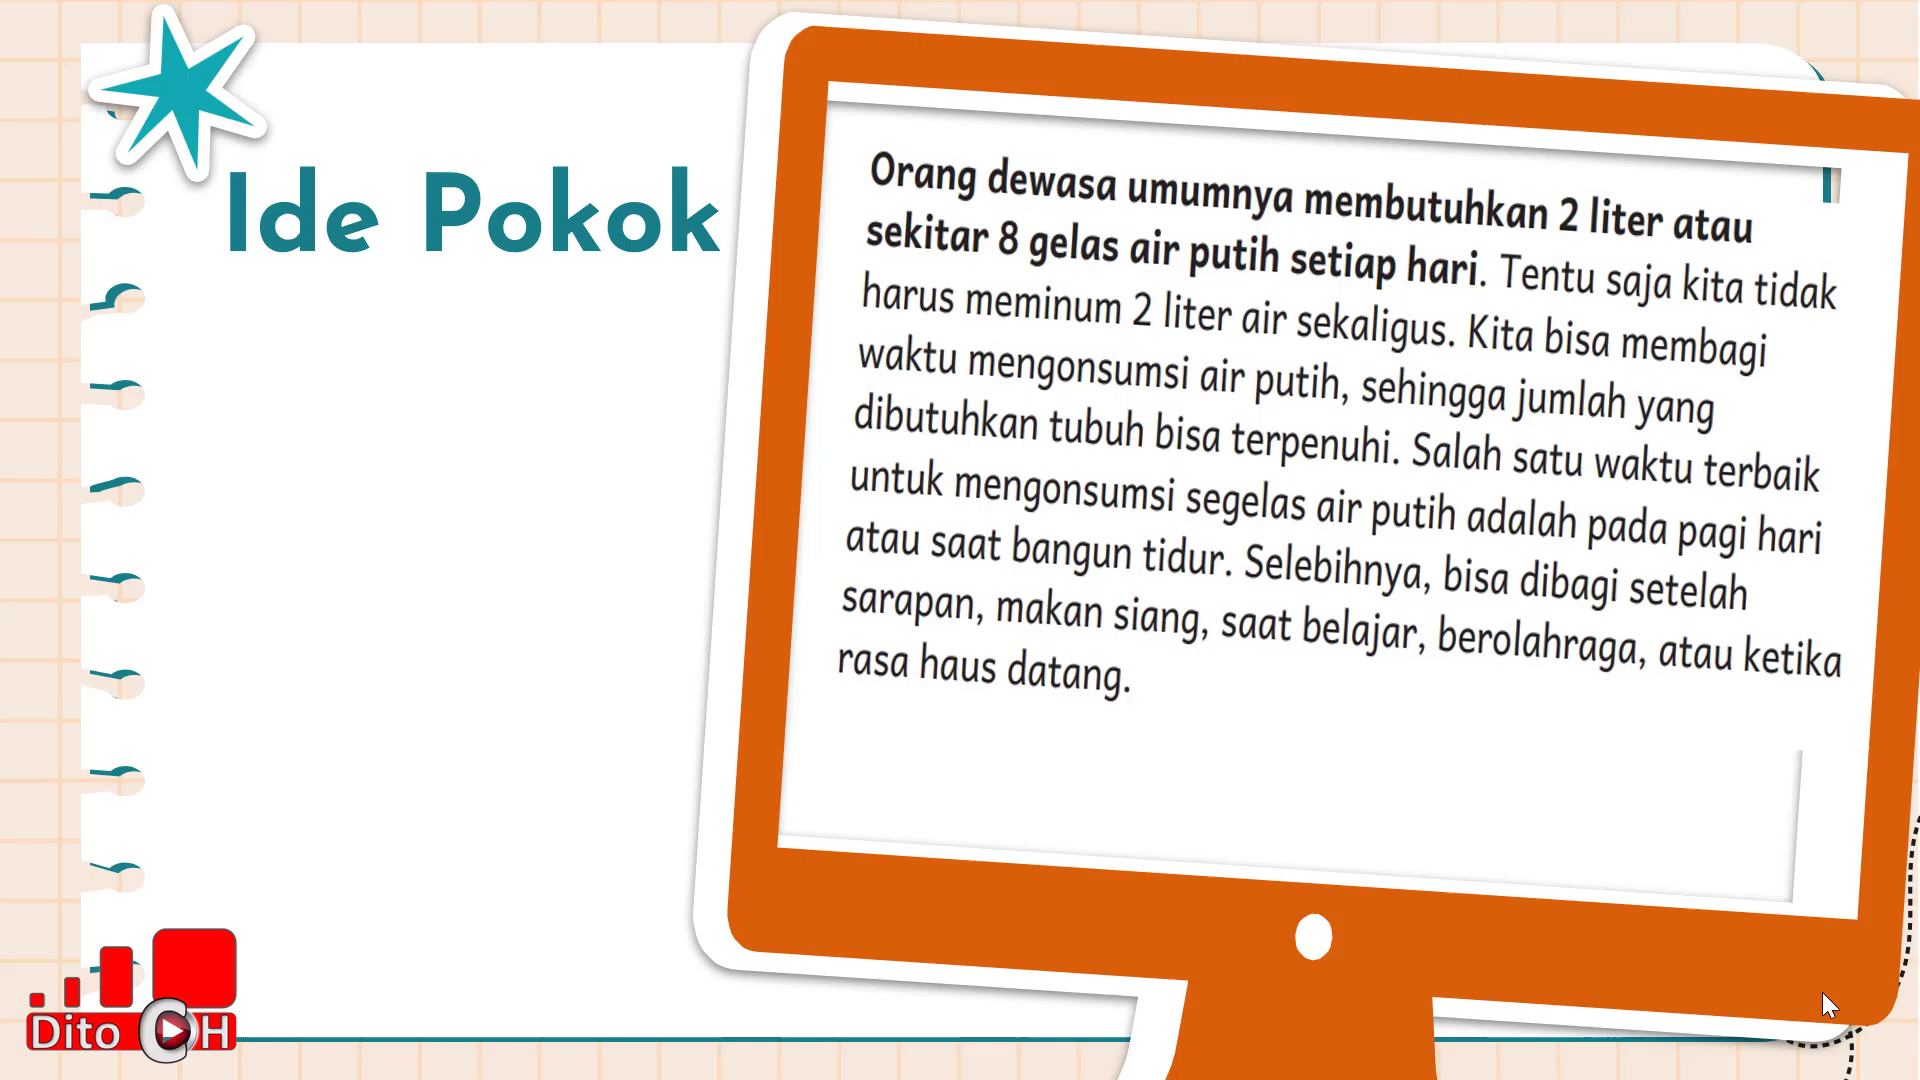 Ide Pokok
Orang dewasa umumnya membutuhkan 2 liter atau
sekitar 8 gelas air putih setiap hari. Tentu saja kita tidak
harus meminum 2 liter air sekaligus. Kita bisa membagi
waktu mengonsumsi air putih, sehingga jumlah yang
dibutuhkan tubuh bisa terpenuhi. Salah satu waktu terbaik
untuk mengonsumsi segelas air putih adalah pada pagi hari
atau saat bangun tidur. Selebihnya, bisa dibagi setelah
sarapan, makan siang, saat belajar, berolahraga, atau ketika
rasa haus datang.
Dito CH